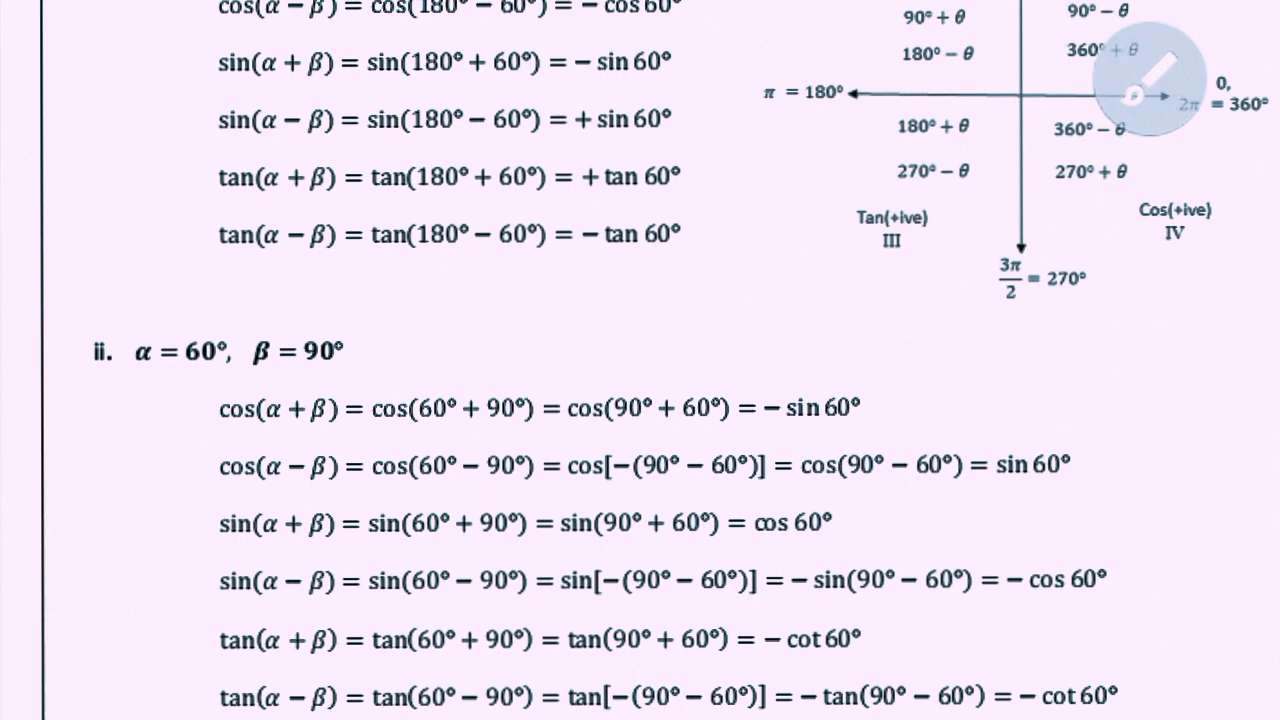 cos(α − β) = cos(180° − 60°) = − cos 60°
sin(α + β) = sin(180° + 60°) = − sin 60°
sin(α − β) = sin(180° − 60°) = + sin 60°
tan(α + β) = tan(180° + 60°) = + tan 60°
tan(α − β) = tan(180° − 60°) = − tan 60°
90° + θ
90° − θ
180° − θ
360° + θ
π = 180°
0,
2π = 360°
180° + θ
360° − θ
270° − θ
270° + θ
Tan(+ive)
III
Cos(+ive)
IV
3π/2 = 270°
ii. α = 60°, β = 90°
cos(α + β) = cos(60° + 90°) = cos(90° + 60°) = − sin 60°
cos(α − β) = cos(60° − 90°) = cos[−(90° − 60°)] = cos(90° − 60°) = sin 60°
sin(α + β) = sin(60° + 90°) = sin(90° + 60°) = cos 60°
sin(α − β) = sin(60° − 90°) = sin[−(90° − 60°)] = − sin(90° − 60°) = − cos 60°
tan(α + β) = tan(60° + 90°) = tan(90° + 60°) = − cot 60°
tan(α − β) = tan(60° − 90°) = tan[−(90° − 60°)] = − tan(90° − 60°) = − cot 60°